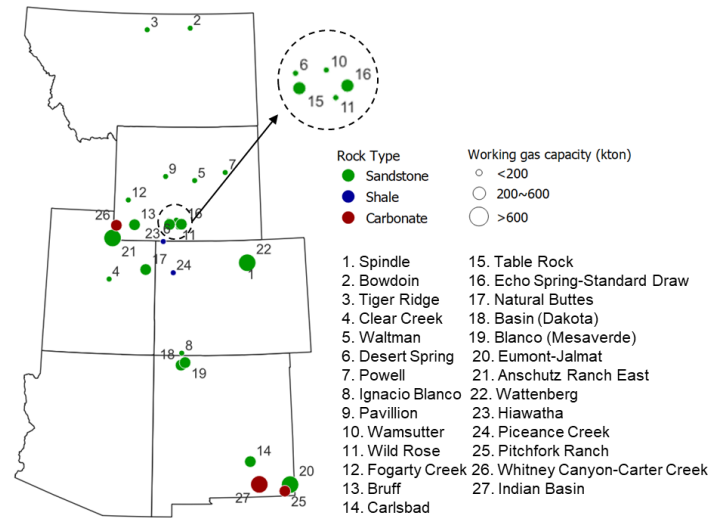 3
2
6
10
16
15
11
9
5
7
12
26
13
6
16
11
23
21
17
24
22
1
4
8
18
19
14
20
27
25
Rock Type
Sandstone
Shale
Carbonate
Working gas capacity (kton)
<200
200~600
>600
1. Spindle
2. Bowdoin
3. Tiger Ridge
4. Clear Creek
5. Waltman
6. Desert Spring
7. Powell
8. Ignacio Blanco
9. Pavillion
10. Wamsutter
11. Wild Rose
12. Fogarty Creek
13. Bruff
14. Carlsbad
15. Table Rock
16. Echo Spring-Standard Draw
17. Natural Buttes
18. Basin (Dakota)
19. Blanco (Mesaverde)
20. Eumont-Jalmat
21. Anschutz Ranch East
22. Wattenberg
23. Hiawatha
24. Piceance Creek
25. Pitchfork Ranch
26. Whitney Canyon-Carter Creek
27. Indian Basin